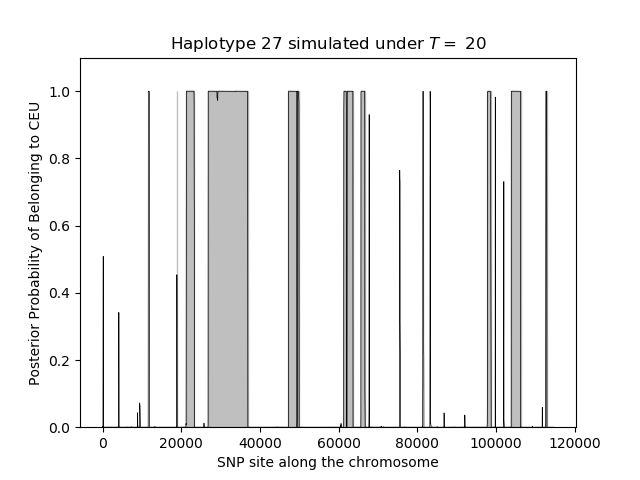 Haplotype 27 simulated under T = 20
Posterior Probability of Belonging to CEU
1.0
0.8
0.6
0.4
0.2
0.0
0 20000 40000 60000 80000 100000 120000
SNP site along the chromosome